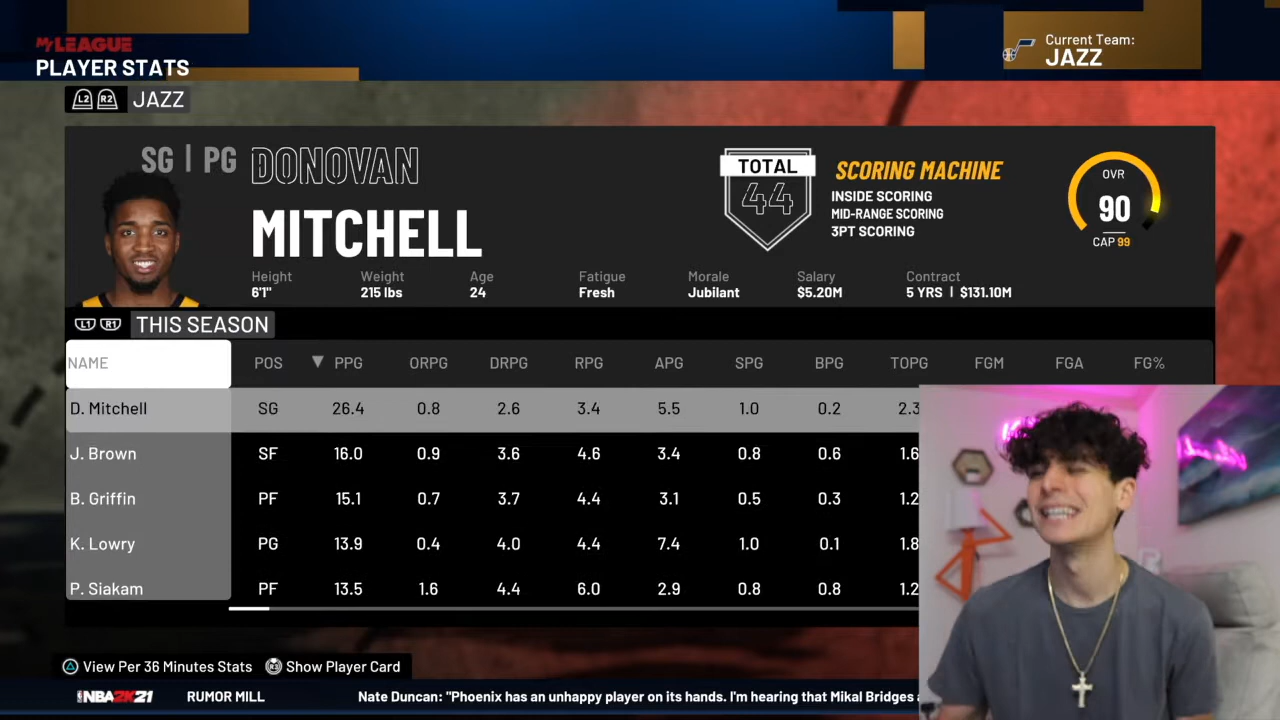 MyLEAGUE
PLAYER STATS
Current Team:
JAZZ
L2 R2 JAZZ
SG | PG DONOVAN
MITCHELL
TOTAL
44
SCORING MACHINE
INSIDE SCORING
MID-RANGE SCORING
3PT SCORING
OVR
90
CAP 99
Height Weight Age Fatigue Morale Salary Contract
6'1" 215 lbs 24 Fresh Jubilant $5.20M 5 YRS | $131.10M
L1 R1 THIS SEASON
NAME POS ▼ PPG ORPG DRPG RPG APG SPG BPG TOPG FGM FGA FG%
D. Mitchell SG 26.4 0.8 2.6 3.4 5.5 1.0 0.2 2.3
J. Brown SF 16.0 0.9 3.6 4.6 3.4 0.8 0.6 1.6
B. Griffin PF 15.1 0.7 3.7 4.4 3.1 0.5 0.3 1.2
K. Lowry PG 13.9 0.4 4.0 4.4 7.4 1.0 0.1 1.8
P. Siakam PF 13.5 1.6 4.4 6.0 2.9 0.8 0.8 1.2
View Per 36 Minutes Stats R3 Show Player Card
NBA 2K21 RUMOR MILL Nate Duncan: "Phoenix has an unhappy player on its hands. I'm hearing that Mikal Bridges a